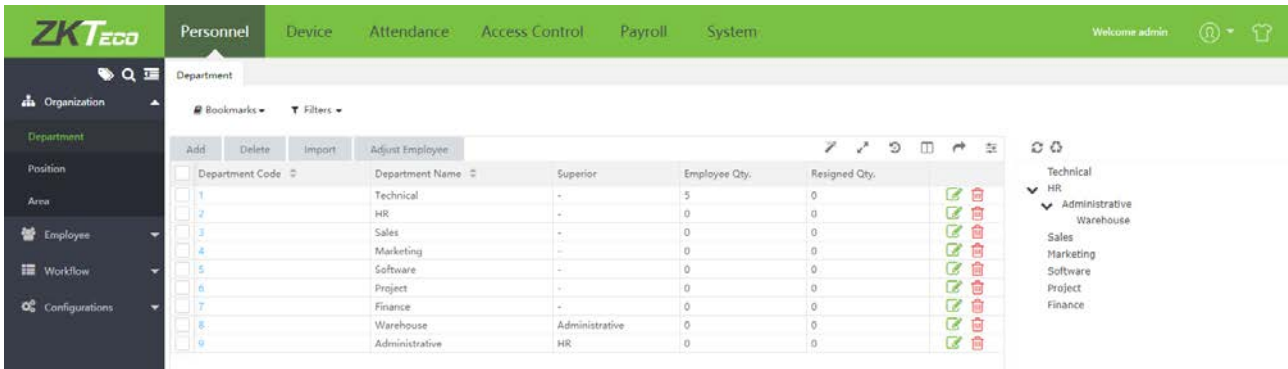 ZKTeco
Personnel Device Attendance Access Control Payroll System Welcome admin
Department
Organization
Bookmarks Filters
Department
Add Delete Import Adjust Employee
Position
Department Code Department Name Superior Employee Qty. Resigned Qty.
Area
1 Technical - 5 0
2 HR - 0 0
Employee
3 Sales - 0 0
4 Marketing - 0 0
Workflow
5 Software - 0 0
6 Project - 0 0
Configurations
7 Finance - 0 0
8 Warehouse Administrative 0 0
9 Administrative HR 0 0
Technical
HR
Administrative
Warehouse
Sales
Marketing
Software
Project
Finance